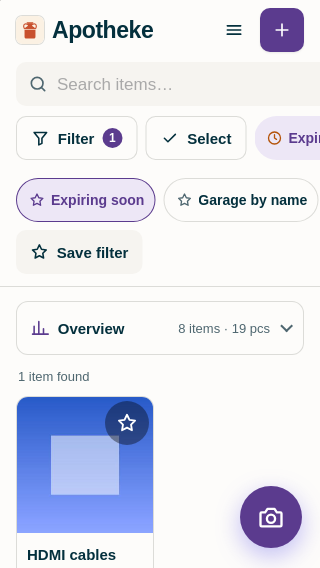 Apotheke
Search items…
Filter 1 Select Expir
Expiring soon Garage by name
Save filter
Overview 8 items · 19 pcs
1 item found
HDMI cables